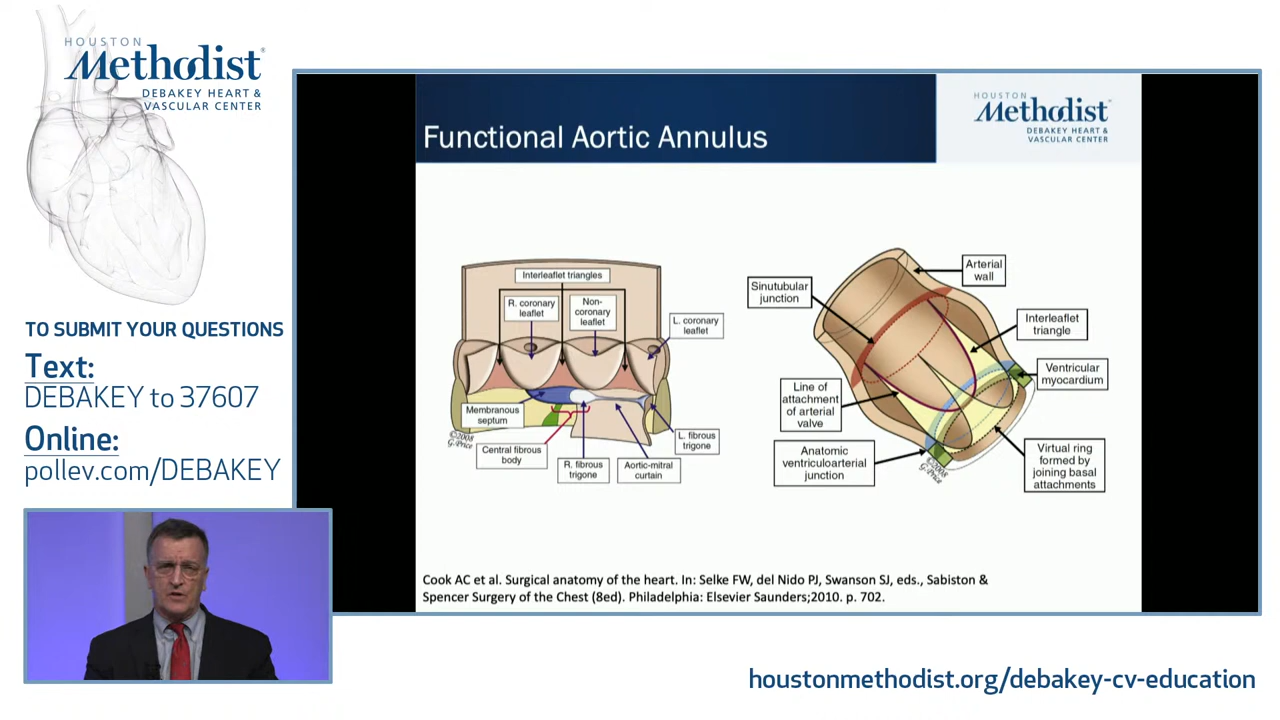 HOUSTON
Methodist®
DEBAKEY HEART &
VASCULAR CENTER
TO SUBMIT YOUR QUESTIONS
Text:
DEBAKEY to 37607
Online:
pollev.com/DEBAKEY
Functional Aortic Annulus
HOUSTON
Methodist
DEBAKEY HEART &
VASCULAR CENTER
Interleaflet triangles
R. coronary
leaflet
Non-
coronary
leaflet
L. coronary
leaflet
Membranous
septum
Central fibrous
body
R. fibrous
trigone
Aortic-mitral
curtain
L. fibrous
trigone
©2008
G.Price
Sinutubular
junction
Arterial
wall
Interleaflet
triangle
Ventricular
myocardium
Line of
attachment
of arterial
valve
Anatomic
ventriculoarterial
junction
Virtual ring
formed by
joining basal
attachments
©2008
G.Price
Cook AC et al. Surgical anatomy of the heart. In: Selke FW, del Nido PJ, Swanson SJ, eds., Sabiston &
Spencer Surgery of the Chest (8ed). Philadelphia: Elsevier Saunders;2010. p. 702.
houstonmethodist.org/debakey-cv-education